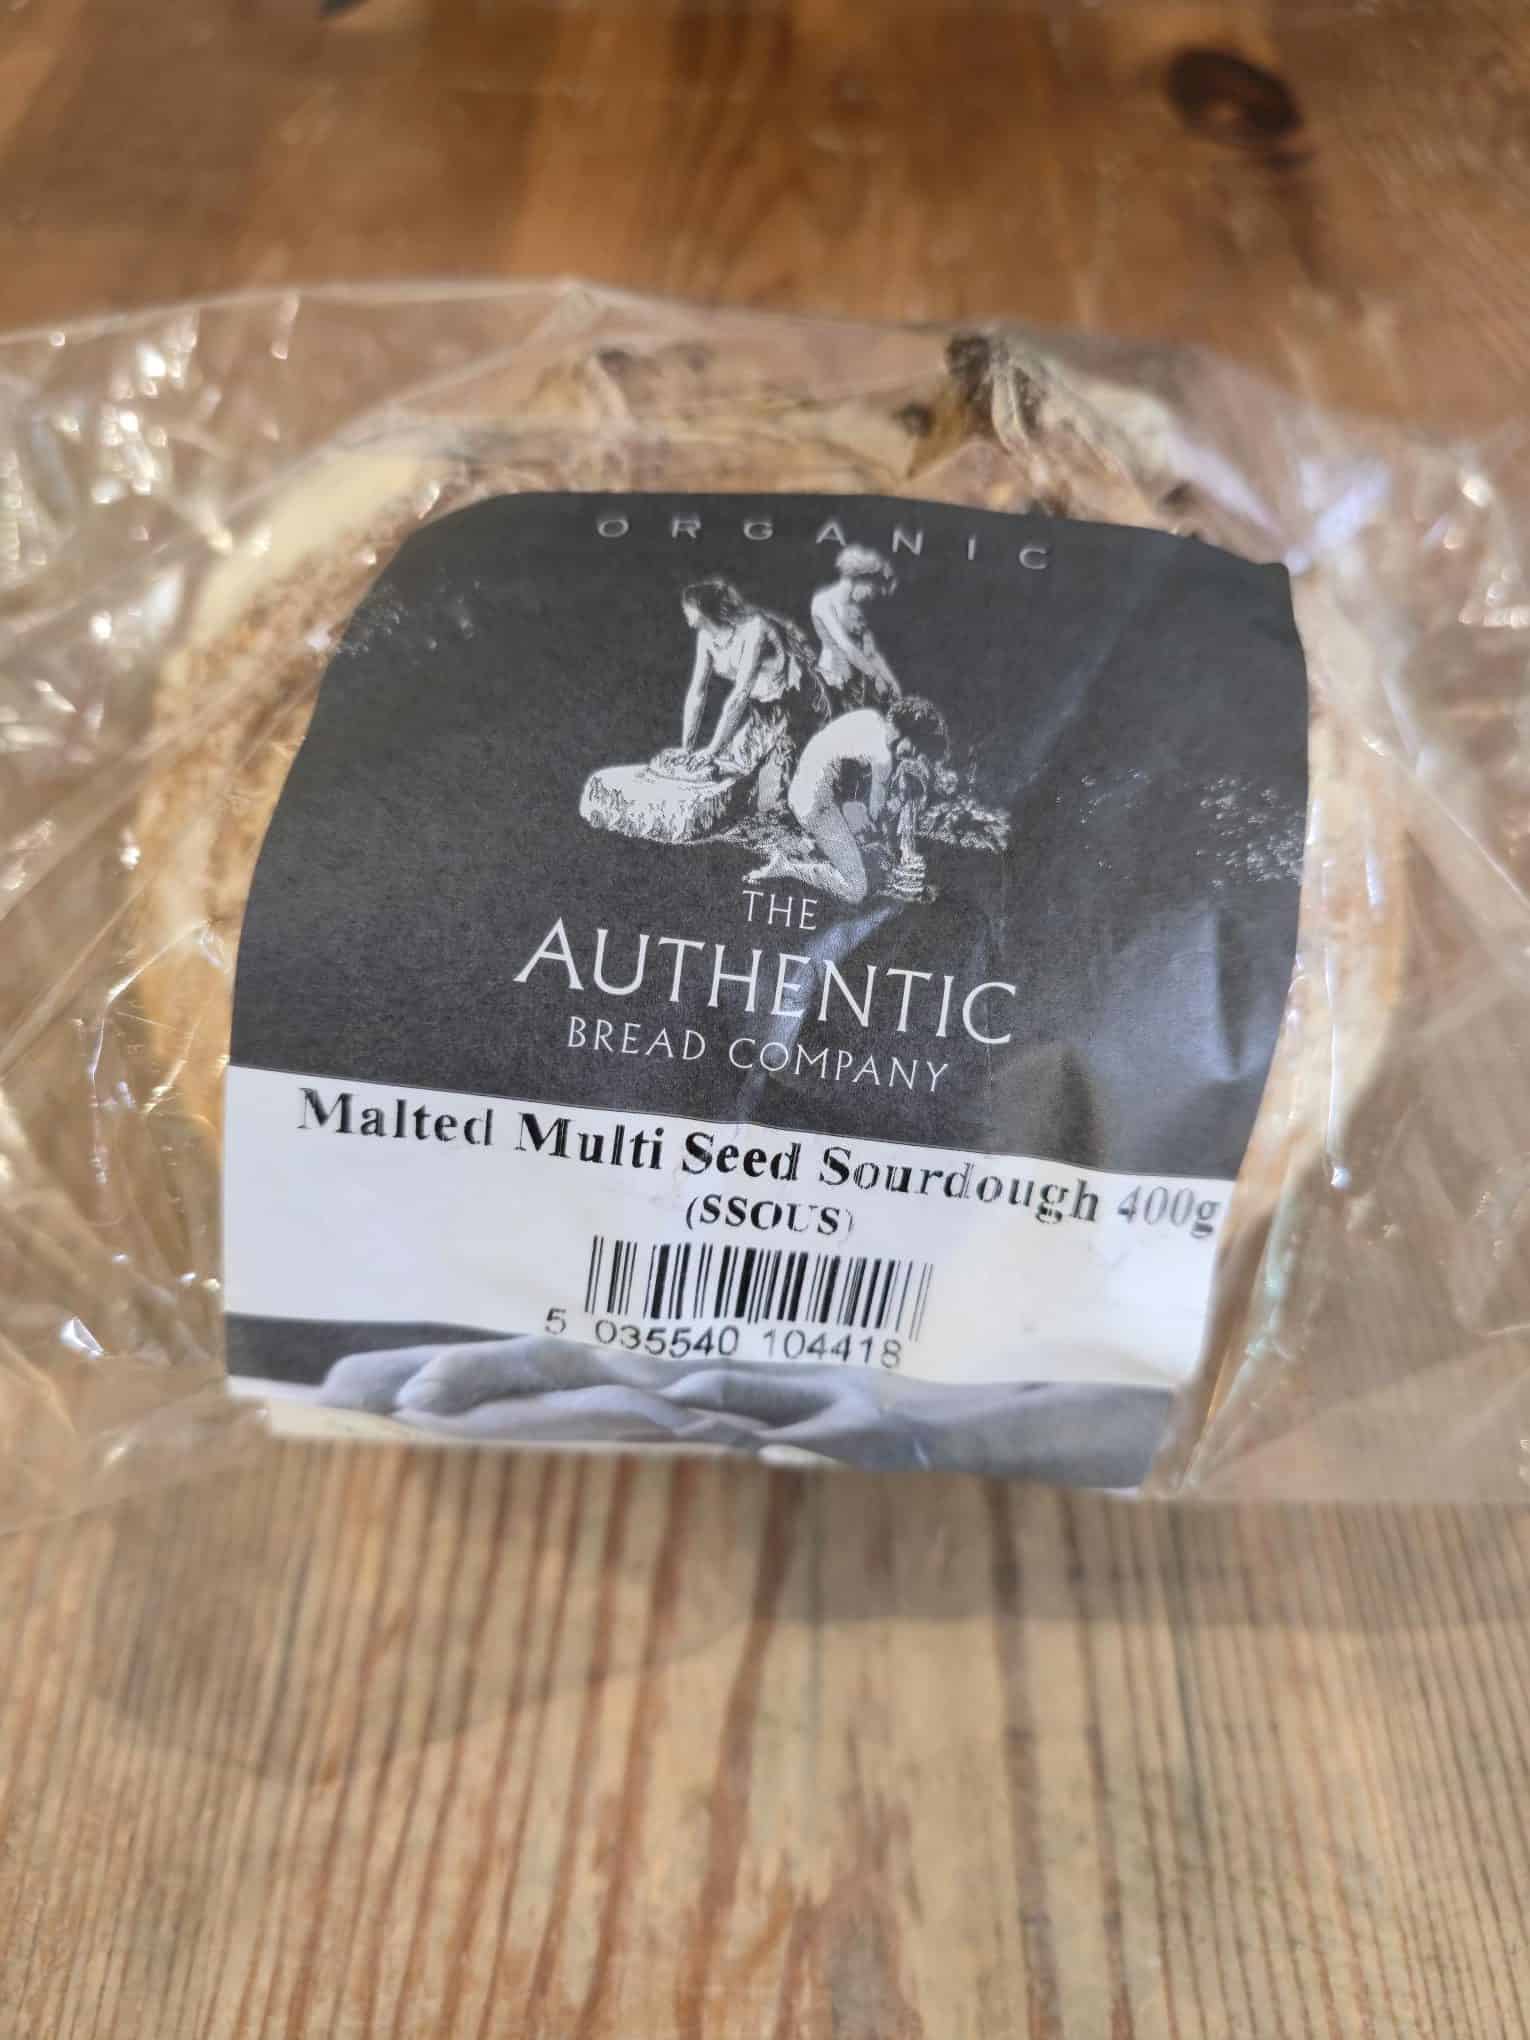 ORGANIC
THE
AUTHENTIC
BREAD COMPANY
Malted Multi Seed Sourdough 400g
(SSOUS)
5 035540 104418